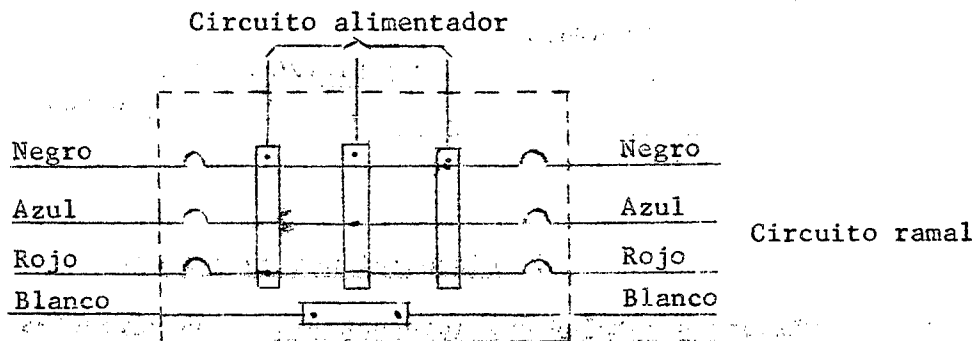 Circuito alimentador
Negro Negro
Azul Azul
Circuito ramal
Rojo Rojo
Blanco Blanco